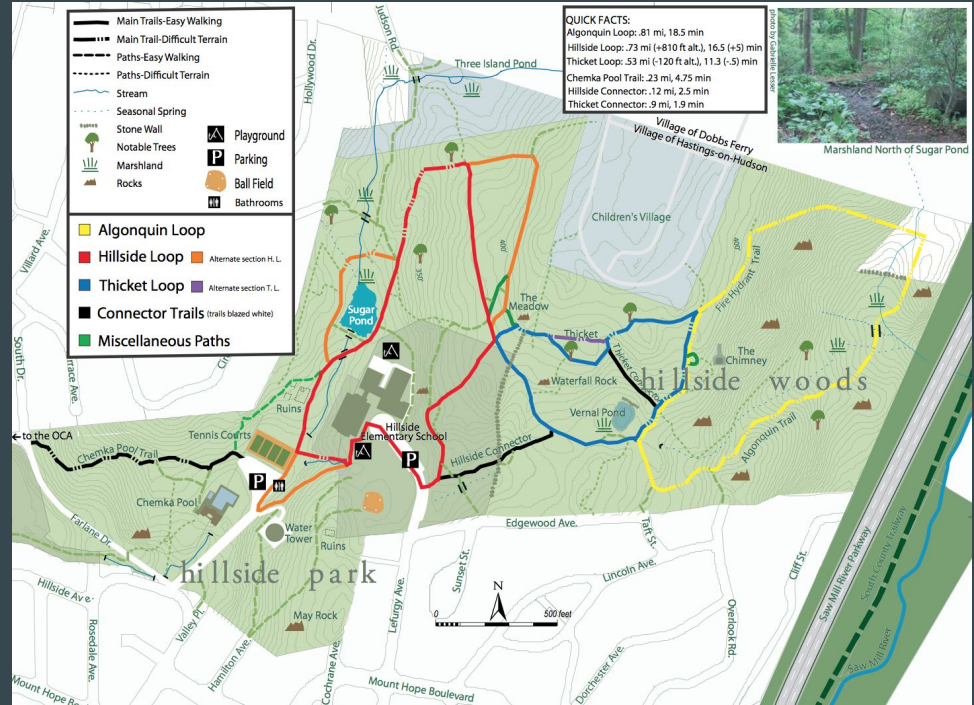 Main Trails-Easy Walking
Main Trail-Difficult Terrain
Paths-Easy Walking
Paths-Difficult Terrain
Stream
Seasonal Spring
Stone Wall
Notable Trees
Marshland
Rocks
Playground
P Parking
Ball Field
Bathrooms
Algonquin Loop
Hillside Loop
Alternate section H. L.
Thicket Loop
Alternate section T. L.
Connector Trails (trails blazed white)
Miscellaneous Paths
QUICK FACTS:
Algonquin Loop: .81 mi, 18.5 min
Hillside Loop: .73 mi (+810 ft alt.), 16.5 (+5) min
Thicket Loop: .53 mi (-120 ft alt.), 11.3 (-.5) min
Chemka Pool Trail: .23 mi, 4.75 min
Hillside Connector: .12 mi, 2.5 min
Thicket Connector: .9 mi, 1.9 min
photo by Gabrielle Lesser
Marshland North of Sugar Pond
Judson Rd.
Hollywood Dr.
Three Island Pond
Village of Dobbs Ferry
Village of Hastings-on-Hudson
Children's Village
Villard Ave.
400'
350'
400'
Fire Hydrant Trail
Sugar
Pond
The
Meadow
Thicket
Thicket
The
Chimney
hillside woods
Waterfall Rock
Vernal Pond
South Dr.
Ruins
Tennis Courts
Hillside
Elementary School
P
P
Hillside Connector
Algonquin Trail
to the OCA
Chemka Pool Trail
Chemka Pool
Farlane Dr.
Water
Tower
Ruins
hillside park
Edgewood Ave.
Taft St.
Cliff St.
Saw Mill River Parkway
South County Trailway
Saw Mill River
Hillside Ave
Rosedale Ave.
Valley Pl.
Hamilton Ave.
May Rock
Cochrane Ave.
Lefurgy Ave.
Sunset St.
Lincoln Ave.
Overlook Rd.
Dorchester Ave.
N
0 500 feet
Mount Hope Boulevard
Mount Hope